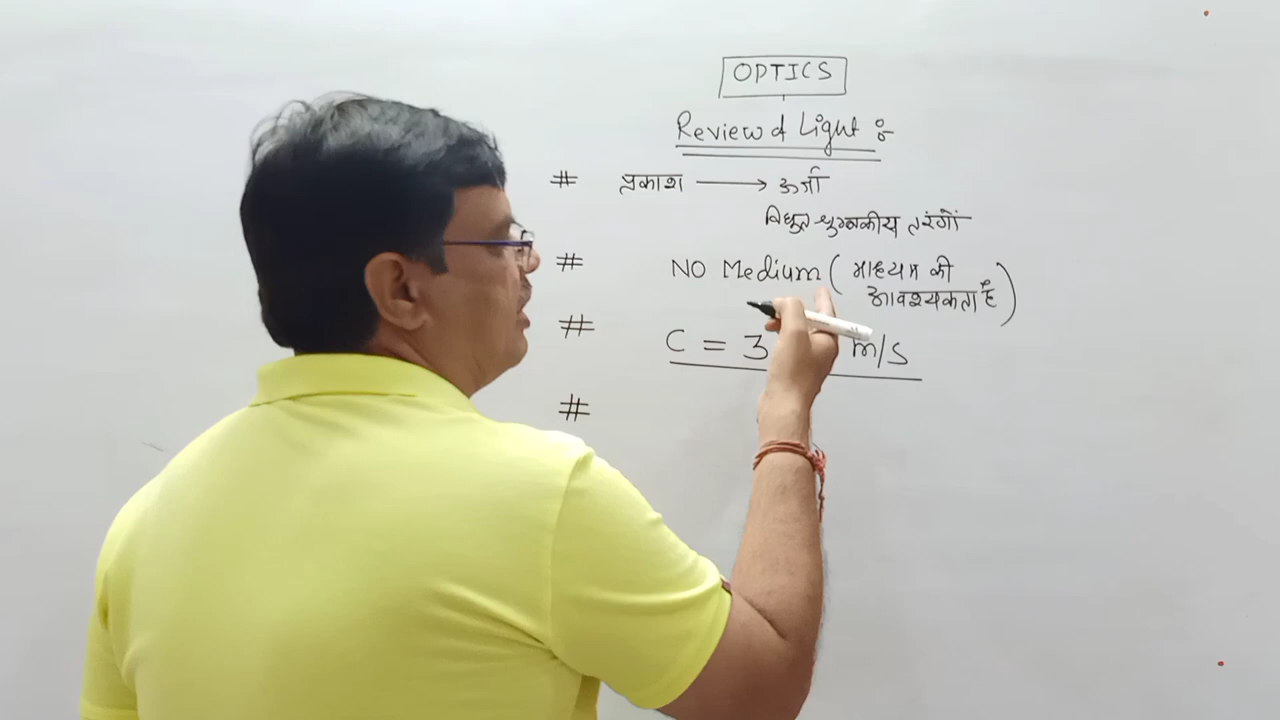 OPTICS
Review of Light :-
# प्रकाश ⟶ ऊर्जा
विधुत चुम्बकीय तरंगों
# NO Medium ( माध्यम की
आवश्यकता है )
# C = 3 m/s
#